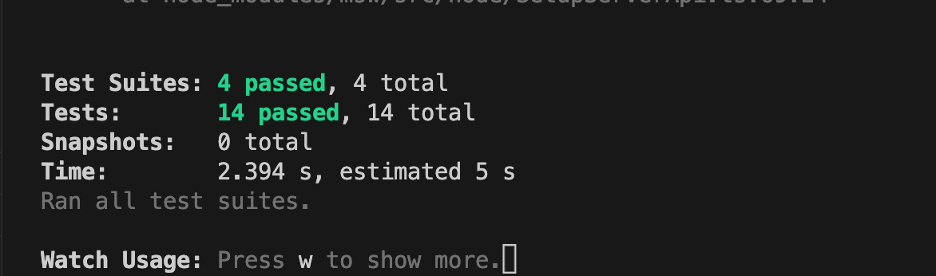 Test Suites: 4 passed, 4 total
Tests: 14 passed, 14 total
Snapshots: 0 total
Time: 2.394 s, estimated 5 s
Ran all test suites.
Watch Usage: Press w to show more.